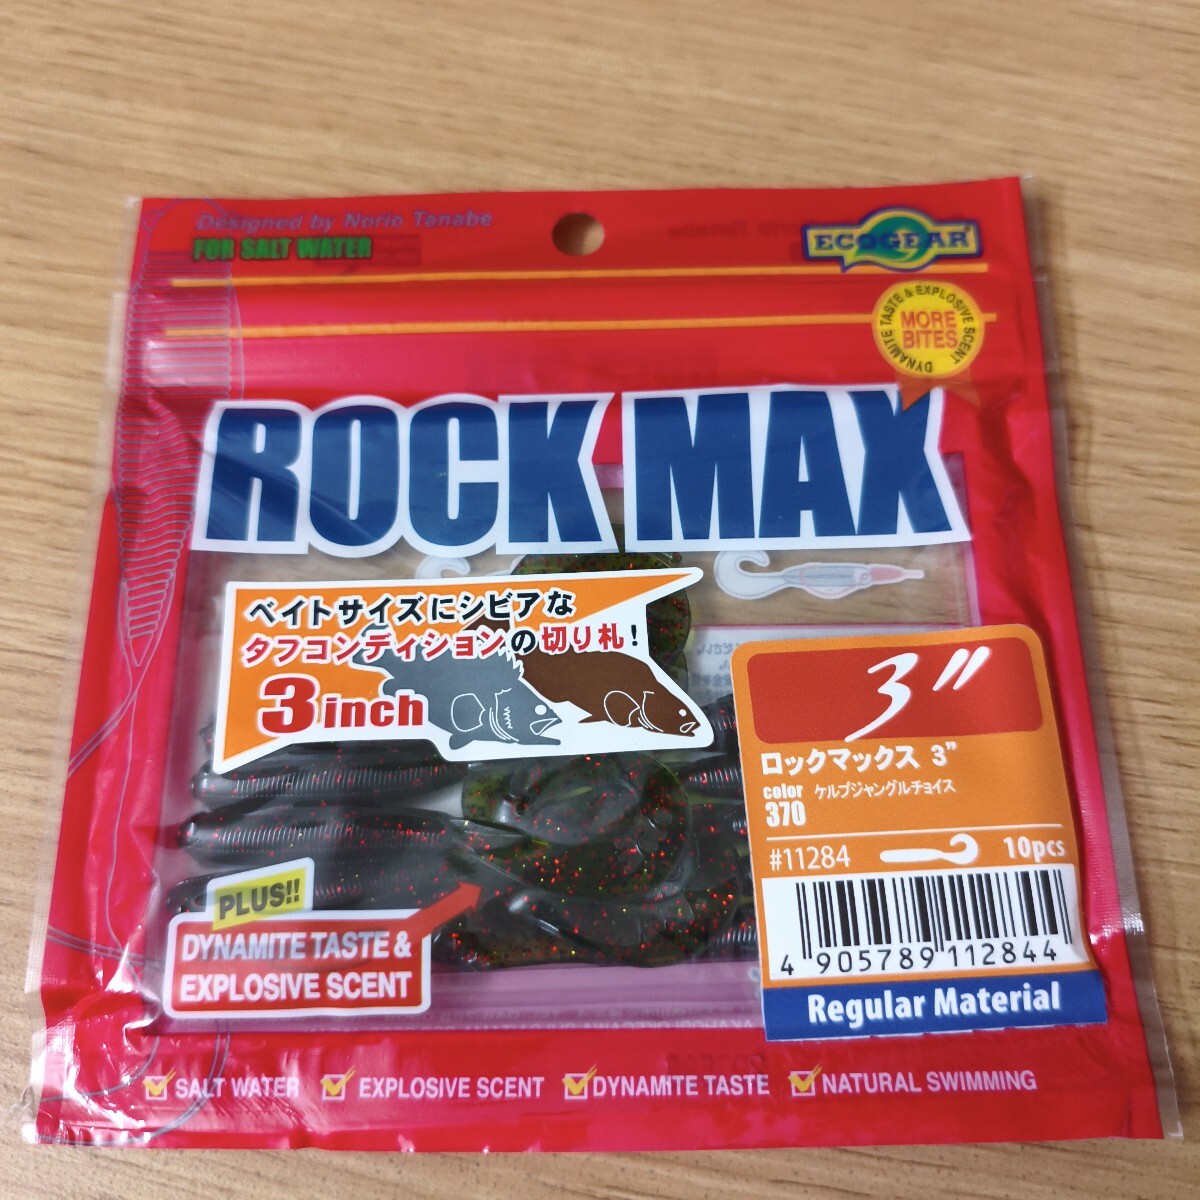 Designed by Norio Tanabe
FOR SALT WATER
ECOGEAR
DYNAMITE TASTE & EXPLOSIVE SCENT
MORE
BITES
ROCK MAX
ベイトサイズにシビアな
タフコンディションの切り札!
3inch
3"
ロックマックス 3"
color
370
ケルプジャングルチョイス
#11284
10pcs
4 905789 112844
Regular Material
PLUS!!
DYNAMITE TASTE &
EXPLOSIVE SCENT
SALT WATER
EXPLOSIVE SCENT
DYNAMITE TASTE
NATURAL SWIMMING